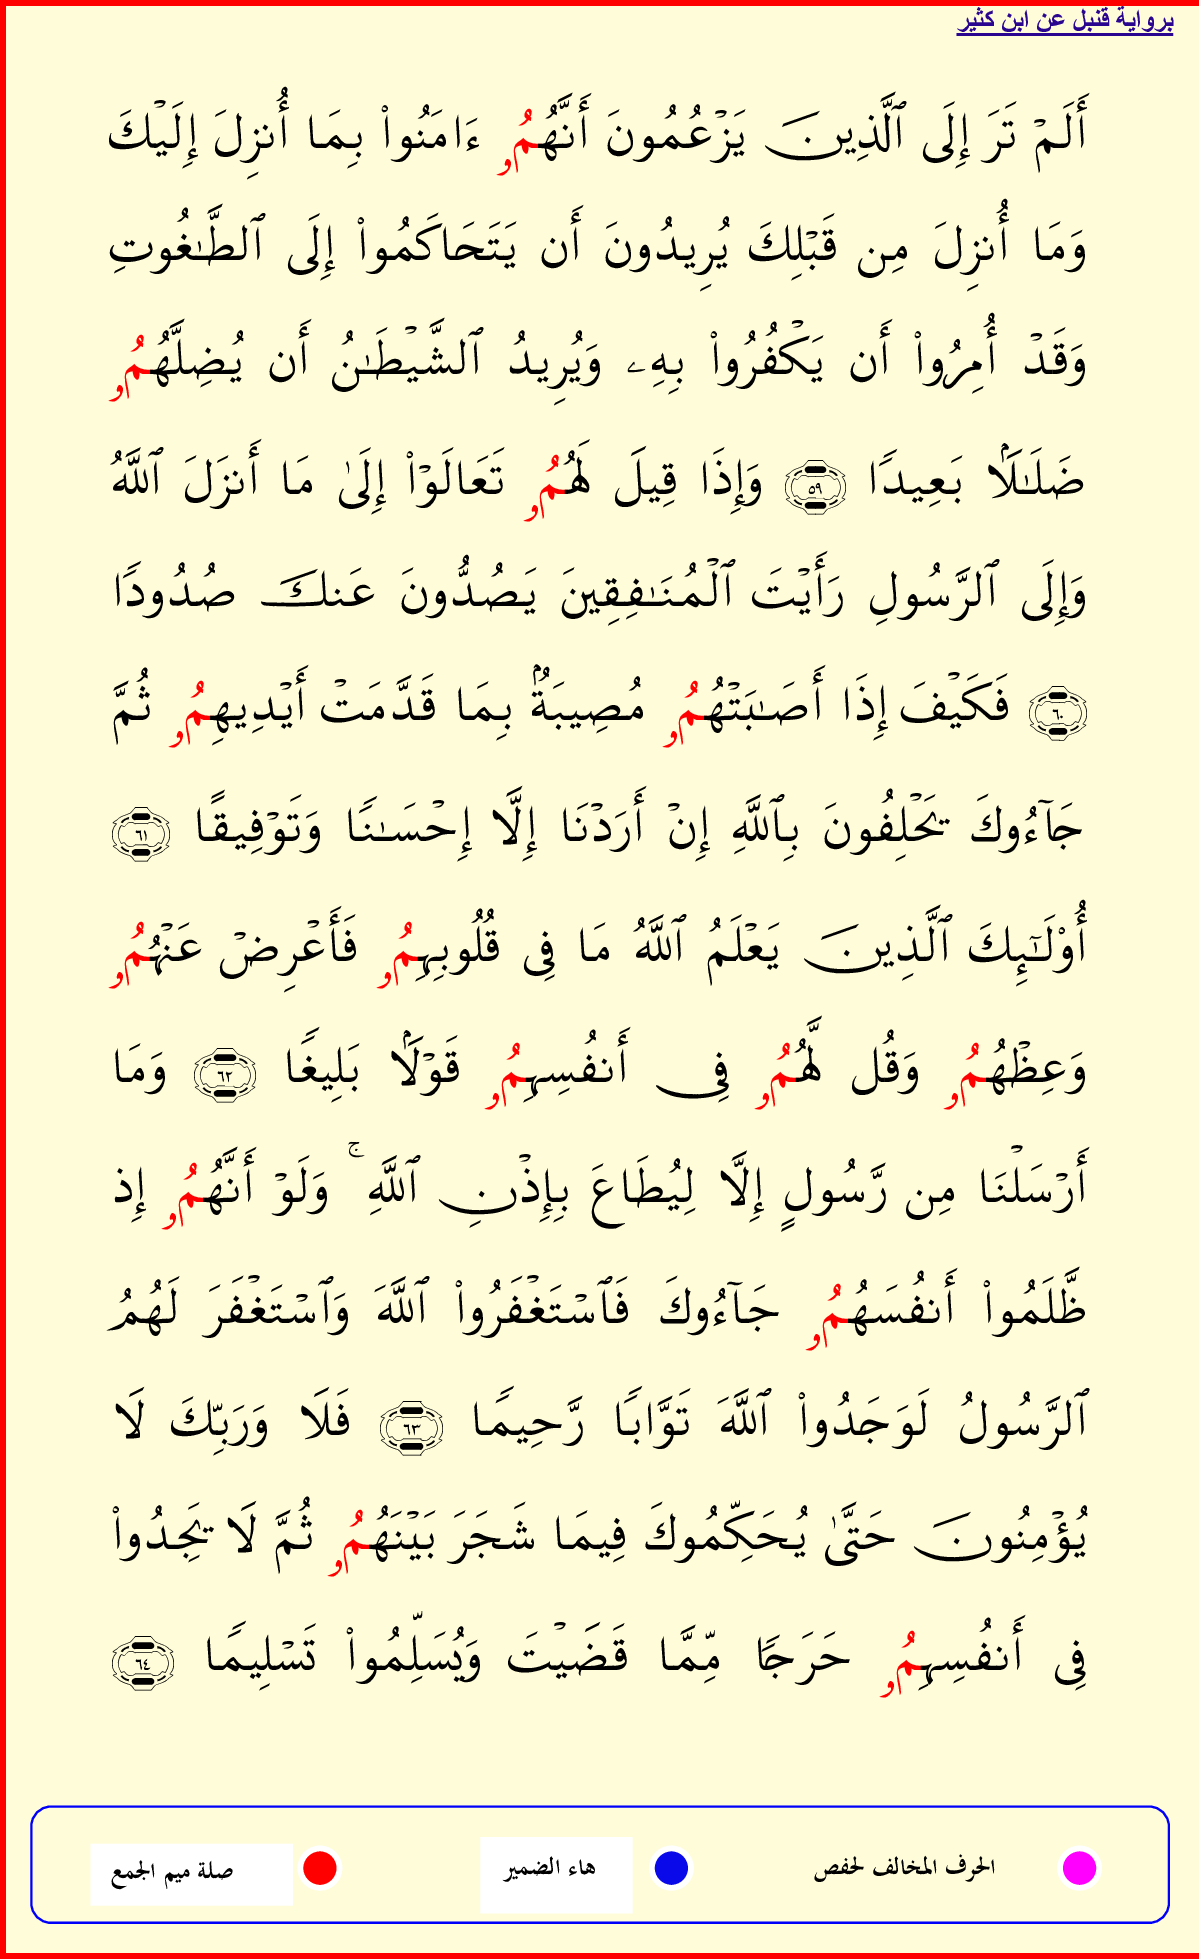 برواية قنبل عن ابن كثير
أَلَمۡ تَرَ إِلَى ٱلَّذِينَ يَزۡعُمُونَ أَنَّهُمُۥ ءَامَنُواْ بِمَا أُنزِلَ إِلَيۡكَ
وَمَا أُنزِلَ مِن قَبۡلِكَ يُرِيدُونَ أَن يَتَحَاكَمُواْ إِلَى ٱلطَّٰغُوتِ
وَقَدۡ أُمِرُواْ أَن يَكۡفُرُواْ بِهِۦ وَيُرِيدُ ٱلشَّيۡطَٰنُ أَن يُضِلَّهُمُۥ
ضَلَٰلَۢا بَعِيدٗا ٥٩ وَإِذَا قِيلَ لَهُمُۥ تَعَالَوۡاْ إِلَىٰ مَا أَنزَلَ ٱللَّهُ
وَإِلَى ٱلرَّسُولِ رَأَيۡتَ ٱلۡمُنَٰفِقِينَ يَصُدُّونَ عَنكَ صُدُودٗا
٦٠ فَكَيۡفَ إِذَا أَصَٰبَتۡهُمُۥ مُصِيبَةُۢ بِمَا قَدَّمَتۡ أَيۡدِيهِمُۥ ثُمَّ
جَآءُوكَ يَحۡلِفُونَ بِٱللَّهِ إِنۡ أَرَدۡنَا إِلَّا إِحۡسَٰنٗا وَتَوۡفِيقًا ٦١
أُوْلَٰٓئِكَ ٱلَّذِينَ يَعۡلَمُ ٱللَّهُ مَا فِي قُلُوبِهِمُۥ فَأَعۡرِضۡ عَنۡهُمُۥ
وَعِظۡهُمُۥ وَقُل لَّهُمُۥ فِي أَنفُسِهِمُۥ قَوۡلَۢا بَلِيغٗا ٦٢ وَمَا
أَرۡسَلۡنَا مِن رَّسُولٍ إِلَّا لِيُطَاعَ بِإِذۡنِ ٱللَّهِۚ وَلَوۡ أَنَّهُمُۥ إِذ
ظَّلَمُواْ أَنفُسَهُمُۥ جَآءُوكَ فَٱسۡتَغۡفَرُواْ ٱللَّهَ وَٱسۡتَغۡفَرَ لَهُمُ
ٱلرَّسُولُ لَوَجَدُواْ ٱللَّهَ تَوَّابٗا رَّحِيمٗا ٦٣ فَلَا وَرَبِّكَ لَا
يُؤۡمِنُونَ حَتَّىٰ يُحَكِّمُوكَ فِيمَا شَجَرَ بَيۡنَهُمُۥ ثُمَّ لَا يَجِدُواْ
فِي أَنفُسِهِمُۥ حَرَجٗا مِّمَّا قَضَيۡتَ وَيُسَلِّمُواْ تَسۡلِيمٗا ٦٤
الحرف المخالف لحفص هاء الضمير صلة ميم الجمع